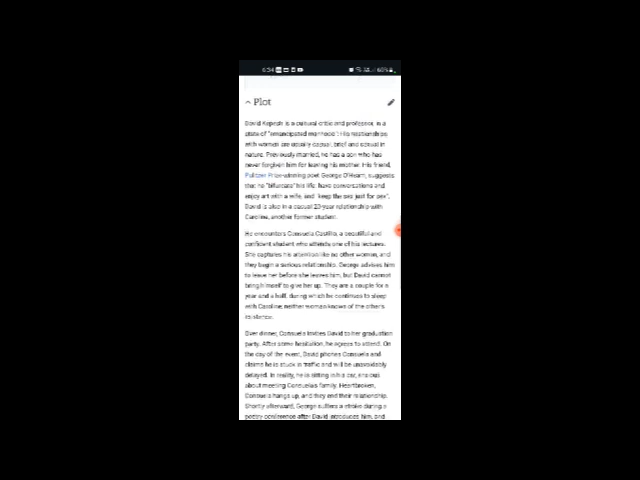 Plot
David Kepesh is a cultural critic and professor, in a
state of "emancipated manhood". His relationships
with women are usually casual, brief and sexual in
nature. Previously married, he has a son who has
never forgiven him for leaving his mother. His friend,
Pulitzer Prize-winning poet George O'Hearn, suggests
that he "bifurcate" his life: have conversations and
enjoy art with a wife, and "keep the sex just for sex".
David is also in a casual 20-year relationship with
Caroline, another former student.
He encounters Consuela Castillo, a beautiful and
confident student who attends one of his lectures.
She captures his attention like no other woman, and
they begin a serious relationship. George advises him
to leave her before she leaves him, but David cannot
bring himself to give her up. They are a couple for a
year and a half, during which he continues to sleep
with Caroline; neither woman knows of the other's
existence.
Over dinner, Consuela invites David to her graduation
party. After some hesitation, he agrees to attend. On
the day of the event, David phones Consuela and
claims he is stuck in traffic and will be unavoidably
delayed. In reality, he is sitting in his car,
about meeting Consuela's family. Heartbroken,
Consuela hangs up, and they end their relationship.
Shortly afterward, George suffers a stroke during a
poetry conference after David introduces him, and